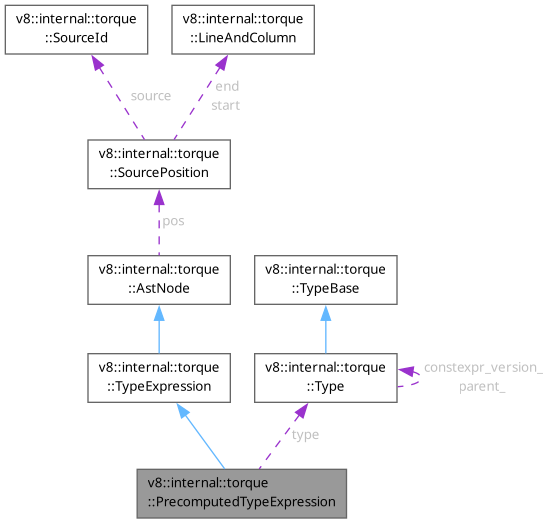 v8::internal::torque
::SourceId
v8::internal::torque
::LineAndColumn
source
end
start
v8::internal::torque
::SourcePosition
pos
v8::internal::torque
::AstNode
v8::internal::torque
::TypeBase
v8::internal::torque
::TypeExpression
v8::internal::torque
::Type
constexpr_version_
parent_
type
v8::internal::torque
::PrecomputedTypeExpression